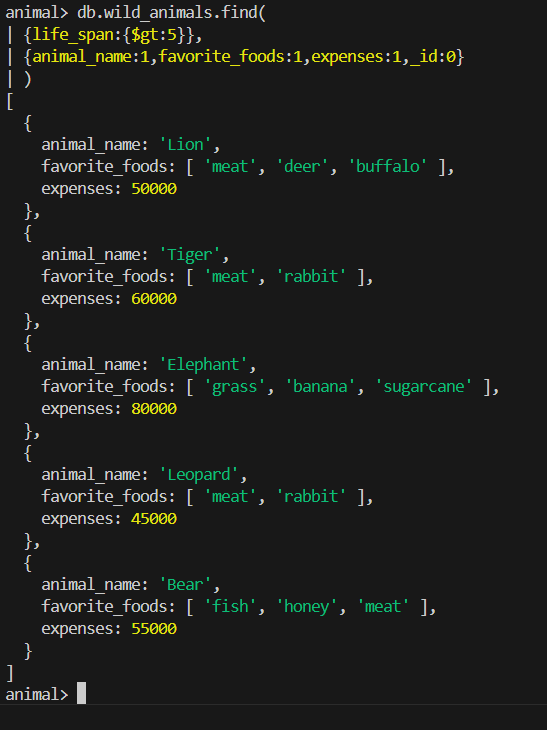 animal> db.wild_animals.find(
| {life_span:{$gt:5}},
| {animal_name:1,favorite_foods:1,expenses:1,_id:0}
| )
[
  {
    animal_name: 'Lion',
    favorite_foods: [ 'meat', 'deer', 'buffalo' ],
    expenses: 50000
  },
  {
    animal_name: 'Tiger',
    favorite_foods: [ 'meat', 'rabbit' ],
    expenses: 60000
  },
  {
    animal_name: 'Elephant',
    favorite_foods: [ 'grass', 'banana', 'sugarcane' ],
    expenses: 80000
  },
  {
    animal_name: 'Leopard',
    favorite_foods: [ 'meat', 'rabbit' ],
    expenses: 45000
  },
  {
    animal_name: 'Bear',
    favorite_foods: [ 'fish', 'honey', 'meat' ],
    expenses: 55000
  }
]
animal>